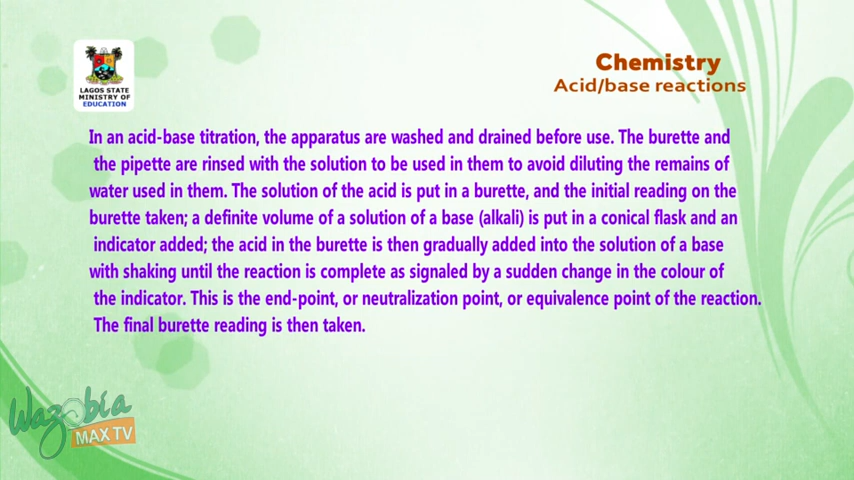 LAGOS STATE
MINISTRY OF
EDUCATION
Chemistry
Acid/base reactions
In an acid-base titration, the apparatus are washed and drained before use. The burette and
the pipette are rinsed with the solution to be used in them to avoid diluting the remains of
water used in them. The solution of the acid is put in a burette, and the initial reading on the
burette taken; a definite volume of a solution of a base (alkali) is put in a conical flask and an
indicator added; the acid in the burette is then gradually added into the solution of a base
with shaking until the reaction is complete as signaled by a sudden change in the colour of
the indicator. This is the end-point, or neutralization point, or equivalence point of the reaction.
The final burette reading is then taken.
Wazobia
MAX TV